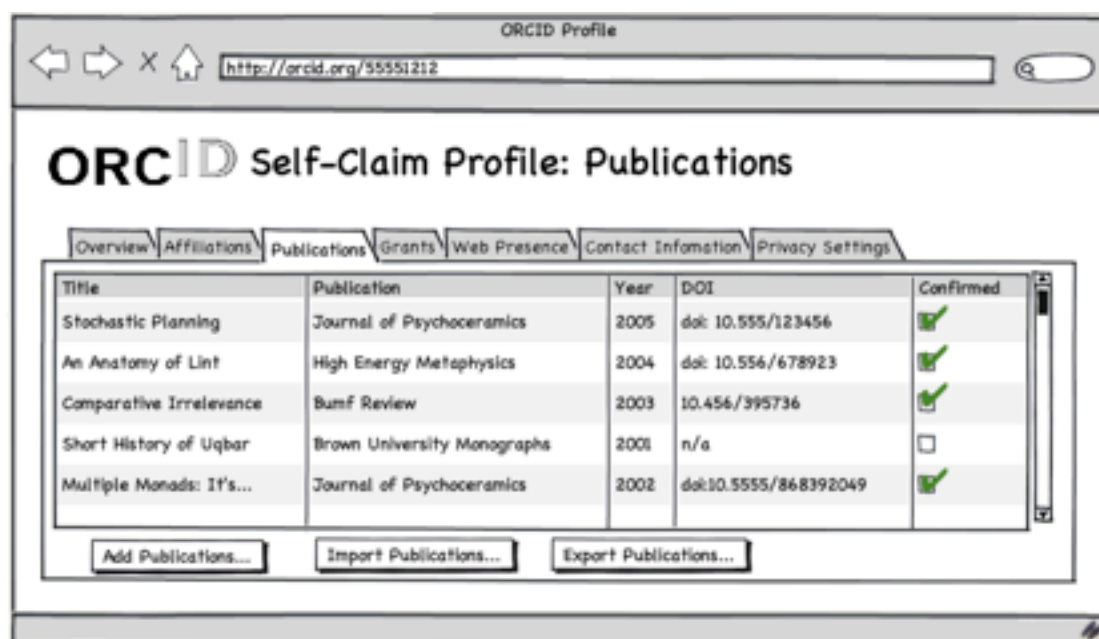 ORCID Profile
http://orcid.org/55551212
ORCID Self-Claim Profile: Publications
Overview Affiliations Publications Grants Web Presence Contact Infomation Privacy Settings
Title Publication Year DOI Confirmed
Stochastic Planning Journal of Psychoceramics 2005 doi: 10.555/123456
An Anatomy of Lint High Energy Metaphysics 2004 doi: 10.556/678923
Comparative Irrelevance Bumf Review 2003 10.456/395736
Short History of Uqbar Brown University Monographs 2001 n/a
Multiple Monads: It's... Journal of Psychoceramics 2002 doi:10.5555/868392049
Add Publications... Import Publications... Export Publications...